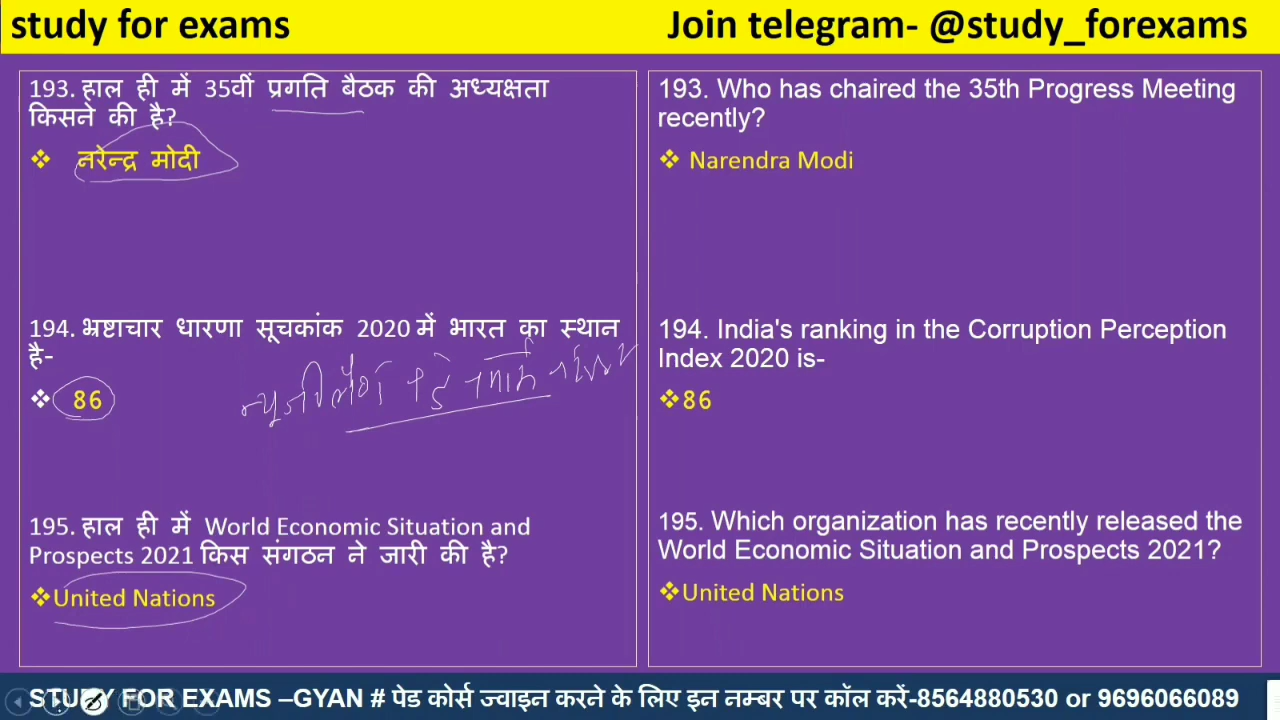 study for exams
Join telegram- @study_forexams
193. हाल ही में 35वीं प्रगति बैठक की अध्यक्षता
किसने की है?
❖ नरेन्द्र मोदी
194. भ्रष्टाचार धारणा सूचकांक 2020 में भारत का स्थान
है-
❖ 86
195. हाल ही में World Economic Situation and
Prospects 2021 किस संगठन ने जारी की है?
❖United Nations
193. Who has chaired the 35th Progress Meeting
recently?
❖ Narendra Modi
194. India's ranking in the Corruption Perception
Index 2020 is-
❖86
195. Which organization has recently released the
World Economic Situation and Prospects 2021?
❖United Nations
STUDY FOR EXAMS –GYAN # पेड कोर्स ज्वाइन करने के लिए इन नम्बर पर कॉल करें-8564880530 or 9696066089